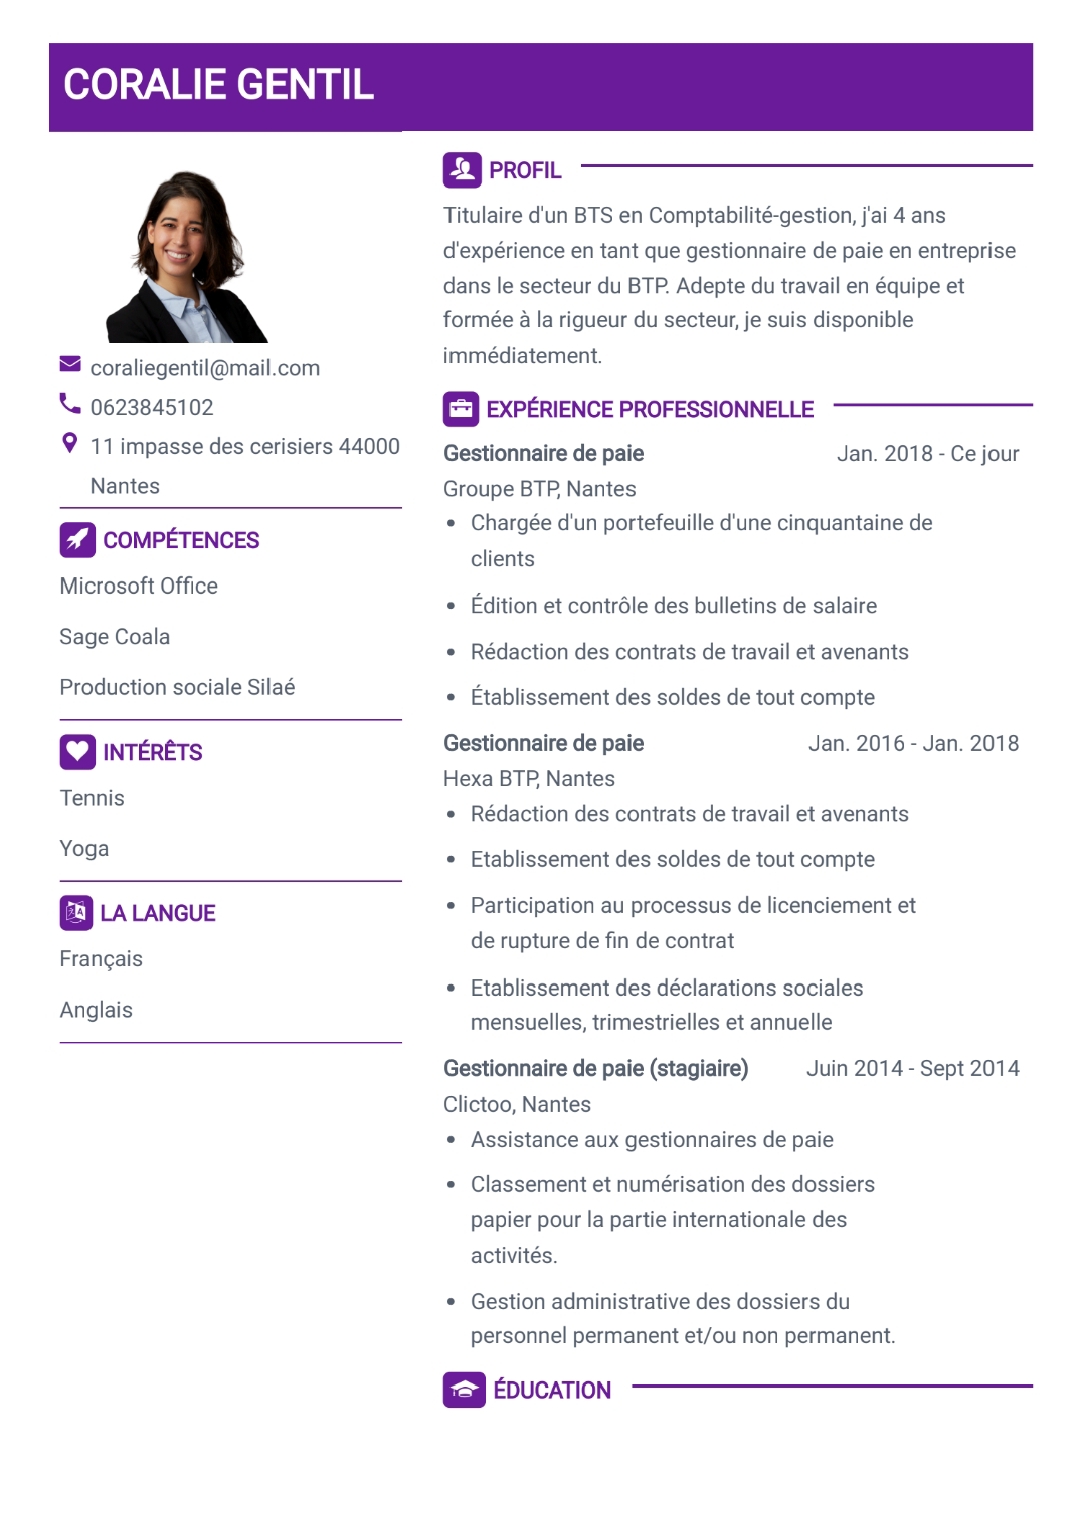 CORALIE GENTIL
coraliegentil@mail.com
0623845102
11 impasse des cerisiers 44000
Nantes
COMPÉTENCES
Microsoft Office
Sage Coala
Production sociale Silaé
INTÉRÊTS
Tennis
Yoga
LA LANGUE
Français
Anglais
PROFIL
Titulaire d'un BTS en Comptabilité-gestion, j'ai 4 ans
d'expérience en tant que gestionnaire de paie en entreprise
dans le secteur du BTP. Adepte du travail en équipe et
formée à la rigueur du secteur, je suis disponible
immédiatement.
EXPÉRIENCE PROFESSIONNELLE
Gestionnaire de paie Jan. 2018 - Ce jour
Groupe BTP, Nantes
• Chargée d'un portefeuille d'une cinquantaine de
clients
• Édition et contrôle des bulletins de salaire
• Rédaction des contrats de travail et avenants
• Établissement des soldes de tout compte
Gestionnaire de paie Jan. 2016 - Jan. 2018
Hexa BTP, Nantes
• Rédaction des contrats de travail et avenants
• Etablissement des soldes de tout compte
• Participation au processus de licenciement et
de rupture de fin de contrat
• Etablissement des déclarations sociales
mensuelles, trimestrielles et annuelle
Gestionnaire de paie (stagiaire) Juin 2014 - Sept 2014
Clictoo, Nantes
• Assistance aux gestionnaires de paie
• Classement et numérisation des dossiers
papier pour la partie internationale des
activités.
• Gestion administrative des dossiers du
personnel permanent et/ou non permanent.
ÉDUCATION